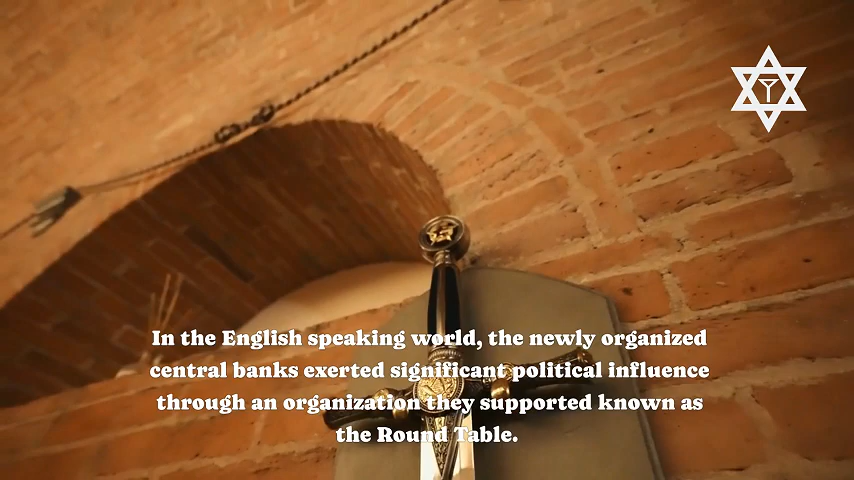 In the English speaking world, the newly organized
central banks exerted significant political influence
through an organization they supported known as
the Round Table.